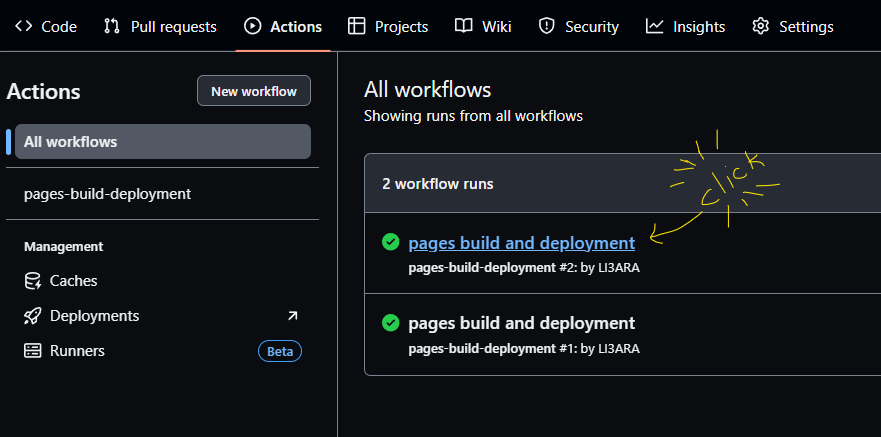 Code Pull requests Actions Projects Wiki Security Insights Settings
Actions
New workflow
All workflows
pages-build-deployment
Management
Caches
Deployments
Runners Beta
All workflows
Showing runs from all workflows
2 workflow runs
Click
pages build and deployment
pages-build-deployment #2: by LI3ARA
pages build and deployment
pages-build-deployment #1: by LI3ARA